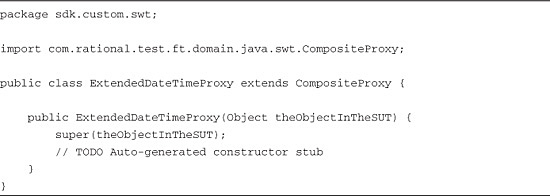 package sdk.custom.swt;
import com.rational.test.ft.domain.java.swt.CompositeProxy;
public class ExtendedDateTimeProxy extends CompositeProxy {
public ExtendedDateTimeProxy(Object theObjectInTheSUT) {
super(theObjectInTheSUT);
// TODO Auto-generated constructor stub
}
}